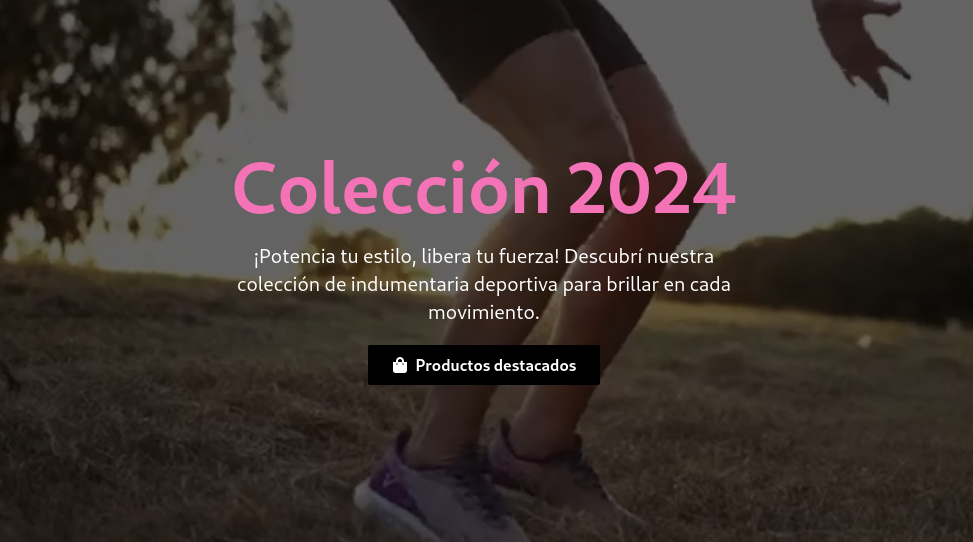 Colección 2024
¡Potencia tu estilo, libera tu fuerza! Descubrí nuestra
colección de indumentaria deportiva para brillar en cada
movimiento.
Productos destacados